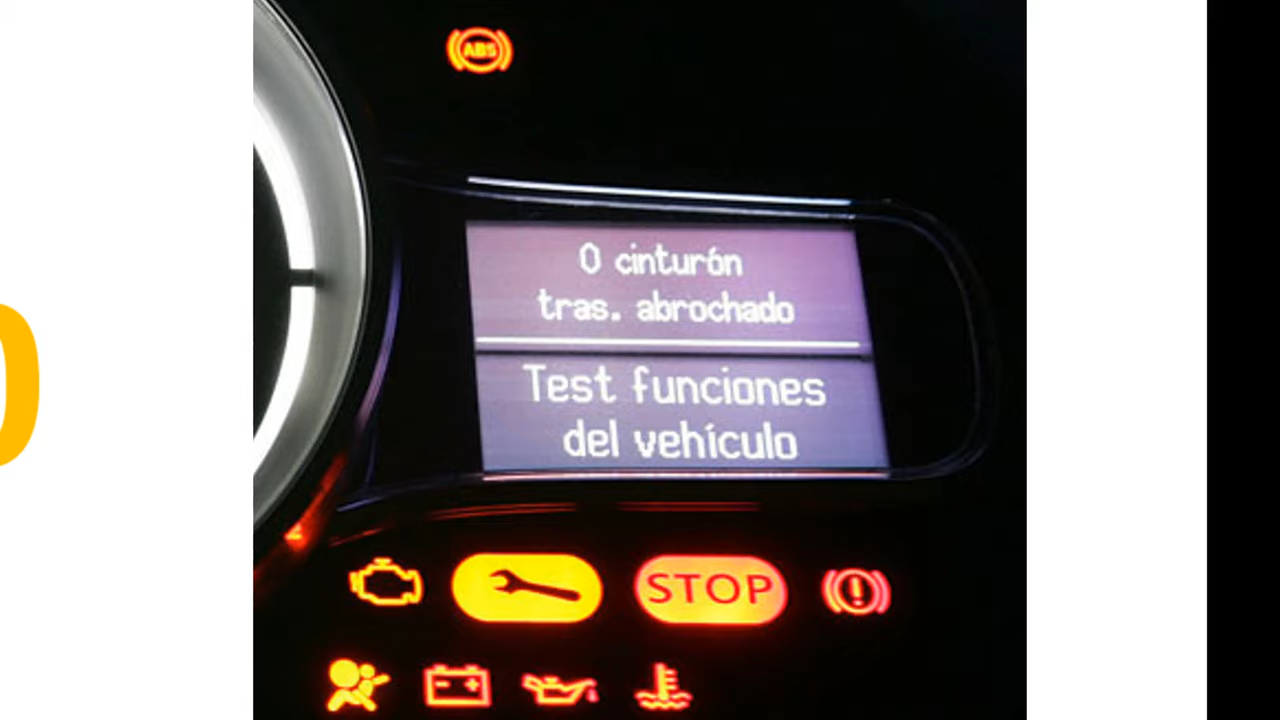 ABS
0 cinturón
tras. abrochado
Test funciones
del vehículo
STOP